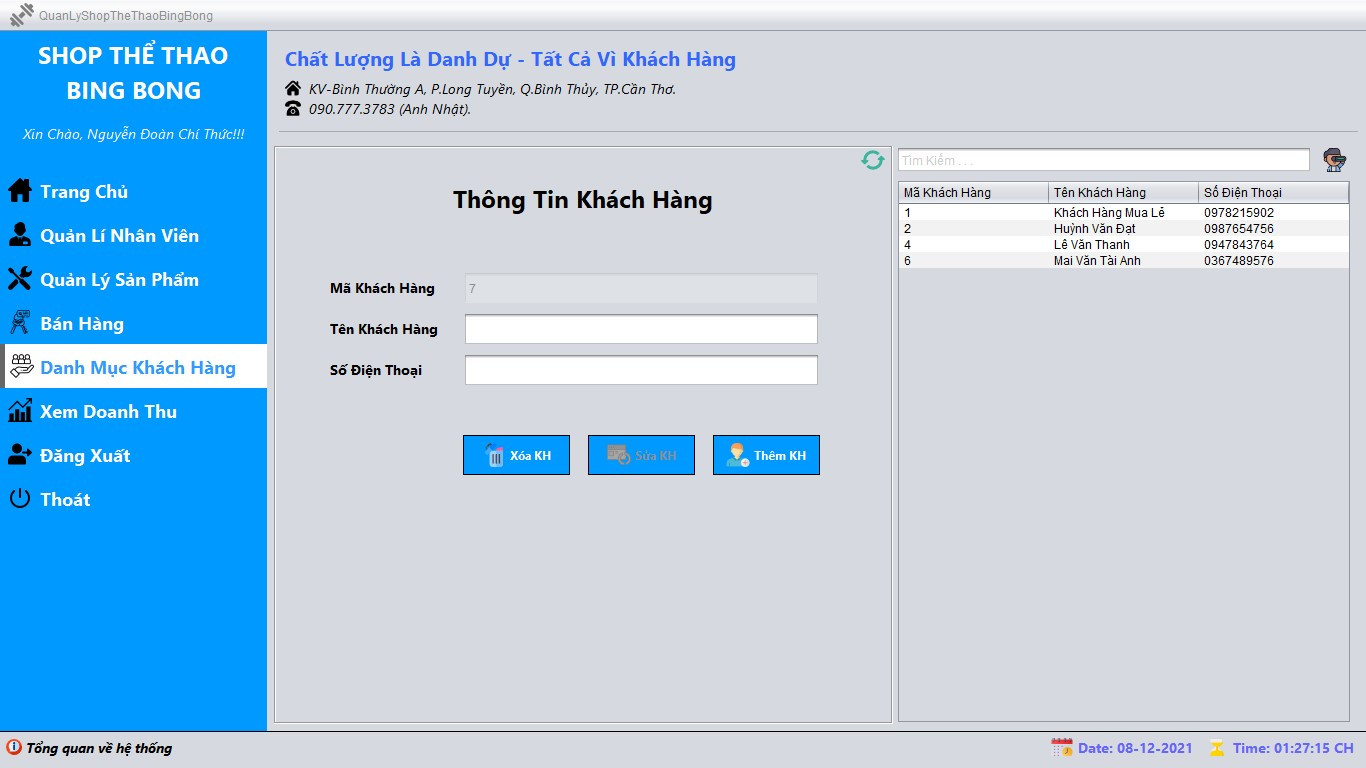 QuanLyShopTheThaoBingBong
SHOP THỂ THAO
BING BONG
Xin Chào, Nguyễn Đoàn Chí Thức!!!
Trang Chủ
Quản Lí Nhân Viên
Quản Lý Sản Phẩm
Bán Hàng
Danh Mục Khách Hàng
Xem Doanh Thu
Đăng Xuất
Thoát
Chất Lượng Là Danh Dự - Tất Cả Vì Khách Hàng
KV-Bình Thường A, P.Long Tuyền, Q.Bình Thủy, TP.Cần Thơ.
090.777.3783 (Anh Nhật).
Thông Tin Khách Hàng
Mã Khách Hàng 7
Tên Khách Hàng
Số Điện Thoại
Xóa KH Sửa KH Thêm KH
Tìm Kiếm . . .
Mã Khách Hàng Tên Khách Hàng Số Điện Thoại
1 Khách Hàng Mua Lẻ 0978215902
2 Huỳnh Văn Đạt 0987654756
4 Lê Văn Thanh 0947843764
6 Mai Văn Tài Anh 0367489576
Tổng quan về hệ thống
Date: 08-12-2021 Time: 01:27:15 CH